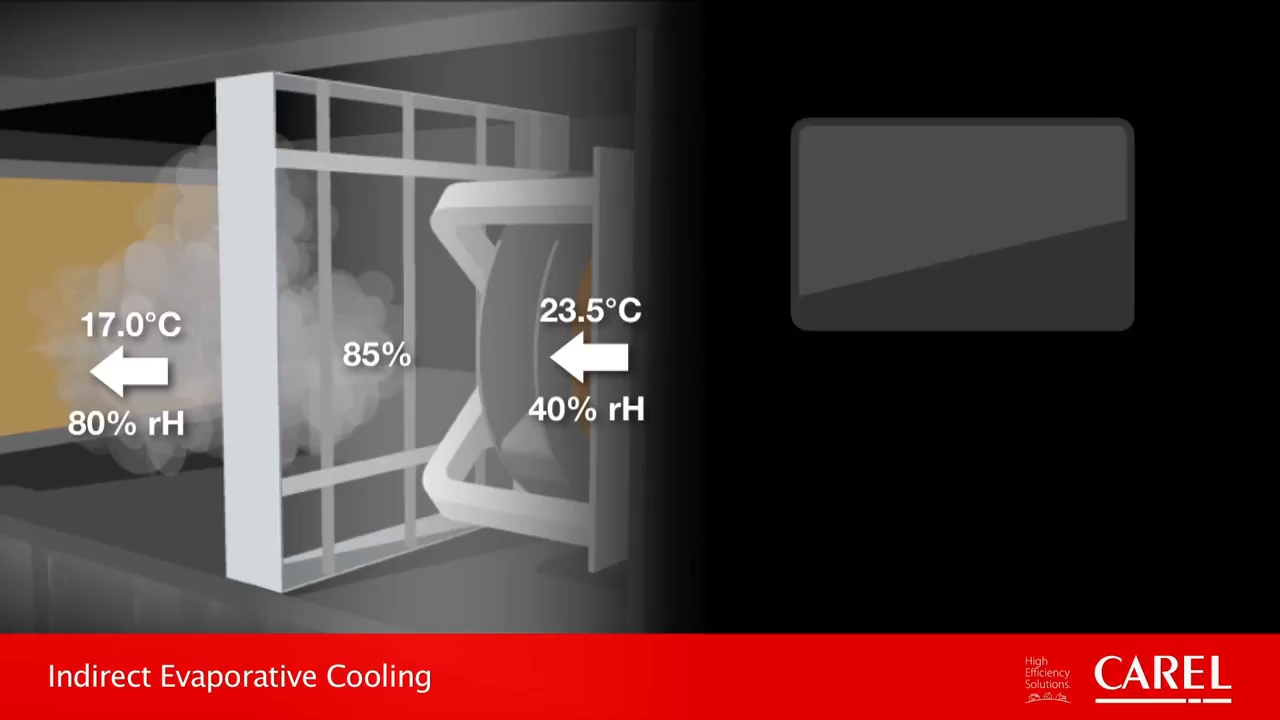 17.0°C
80% rH
85%
23.5°C
40% rH
Indirect Evaporative Cooling
High
Efficiency
Solutions.
CAREL